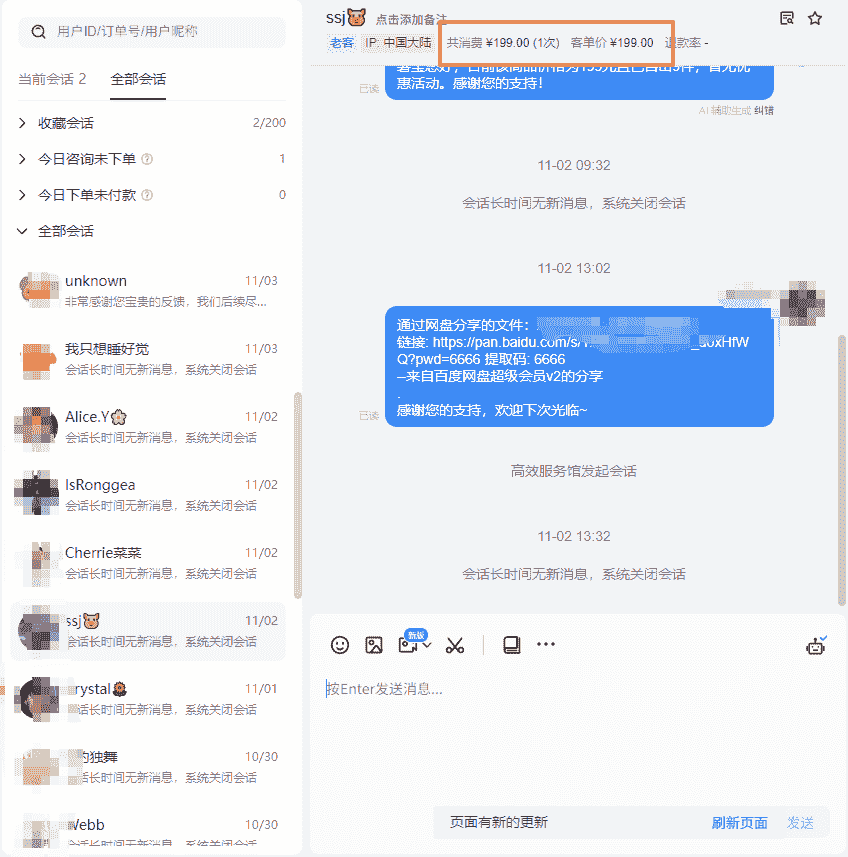 用户ID/订单号/用户昵称
当前会话 2 全部会话
收藏会话 2/200
今日咨询未下单 1
今日下单未付款 0
全部会话
unknown 11/03
非常感谢您宝贵的反馈，我们后续尽...
我只想睡好觉 11/03
会话长时间无新消息，系统关闭会话
Alice.Y 11/02
会话长时间无新消息，系统关闭会话
IsRonggea 11/02
会话长时间无新消息，系统关闭会话
Cherrie菜菜 11/02
会话长时间无新消息，系统关闭会话
ssj 11/02
会话长时间无新消息，系统关闭会话
rystal 11/01
话长时间无新消息，系统关闭会话
的独舞 10/30
话长时间无新消息，系统关闭会话
Webb 10/30
会话长时间无新消息，系统关闭会话
ssj 点击添加备注
老客 IP: 中国大陆 共消费 ¥199.00 (1次) 客单价 ¥199.00 退款率 -
惠活动。感谢您的支持！
已读
AI 辅助生成 纠错
11-02 09:32
会话长时间无新消息，系统关闭会话
11-02 13:02
通过网盘分享的文件：
链接: https://pan.baidu.com/s/
Q?pwd=6666 提取码: 6666
--来自百度网盘超级会员v2的分享
.
感谢您的支持，欢迎下次光临~
已读
高效服务馆发起会话
11-02 13:32
会话长时间无新消息，系统关闭会话
新版
按Enter发送消息...
页面有新的更新 刷新页面 发送